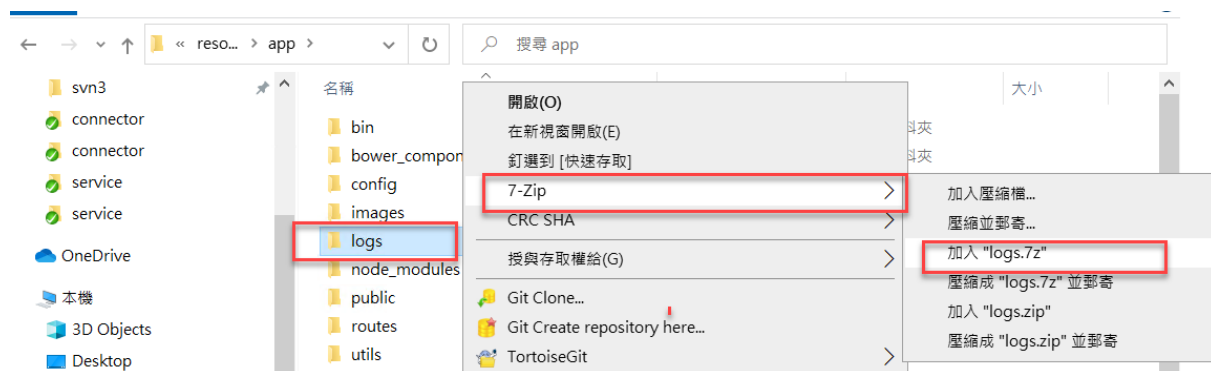 « reso... > app >
搜尋 app
svn3
connector
connector
service
service
OneDrive
本機
3D Objects
Desktop
名稱
大小
bin
bower_compon
config
images
logs
node_modules
public
routes
utils
料夾
料夾
開啟(O)
在新視窗開啟(E)
釘選到 [快速存取]
7-Zip
CRC SHA
授與存取權給(G)
Git Clone...
Git Create repository here...
TortoiseGit
加入壓縮檔...
壓縮並郵寄...
加入 "logs.7z"
壓縮成 "logs.7z" 並郵寄
加入 "logs.zip"
壓縮成 "logs.zip" 並郵寄